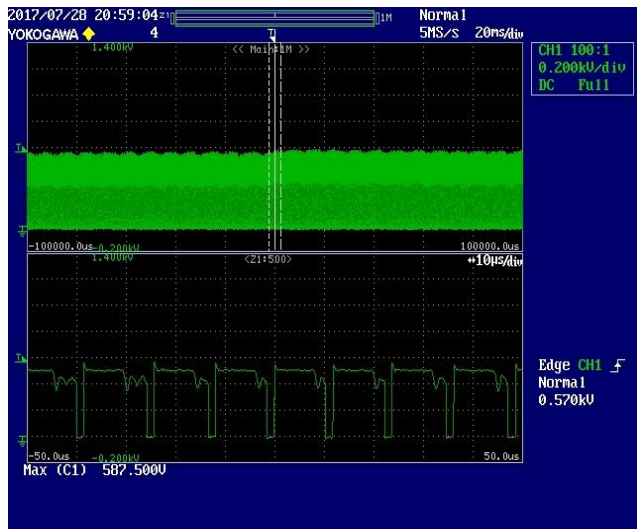 2017/07/28 20:59:04 Z1 1M Normal
YOKOGAWA 4 T 5MS/s 20ms/div
1.400kV << Main:1M >> CH1 100:1
0.200kV/div
DC Full
T
-100000.0us -0.200kV 100000.0us
1.400kV <Z1:500> 10µs/div
T
Edge CH1
Normal
0.570kV
-50.0us -0.200kV 50.0us
Max (C1) 587.500V